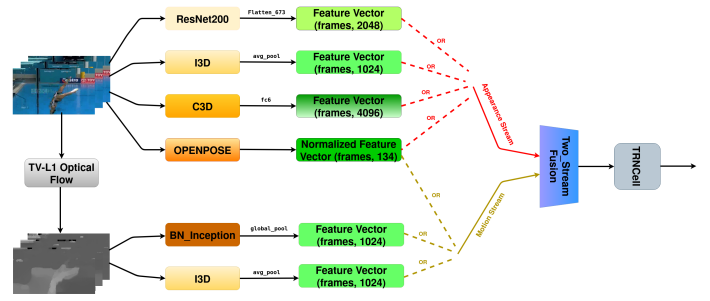 ResNet200
Flatten_673
Feature Vector
(frames, 2048)
OR
I3D
avg_pool
Feature Vector
(frames, 1024)
OR
C3D
fc6
Feature Vector
(frames, 4096)
OR
OPENPOSE
Normalized Feature
Vector (frames, 134)
OR
Appearance Stream
TV-L1 Optical
Flow
Two_Stream
Fusion
TRNCell
OR
BN_Inception
global_pool
Feature Vector
(frames, 1024)
OR
Motion Stream
I3D
avg_pool
Feature Vector
(frames, 1024)
OR